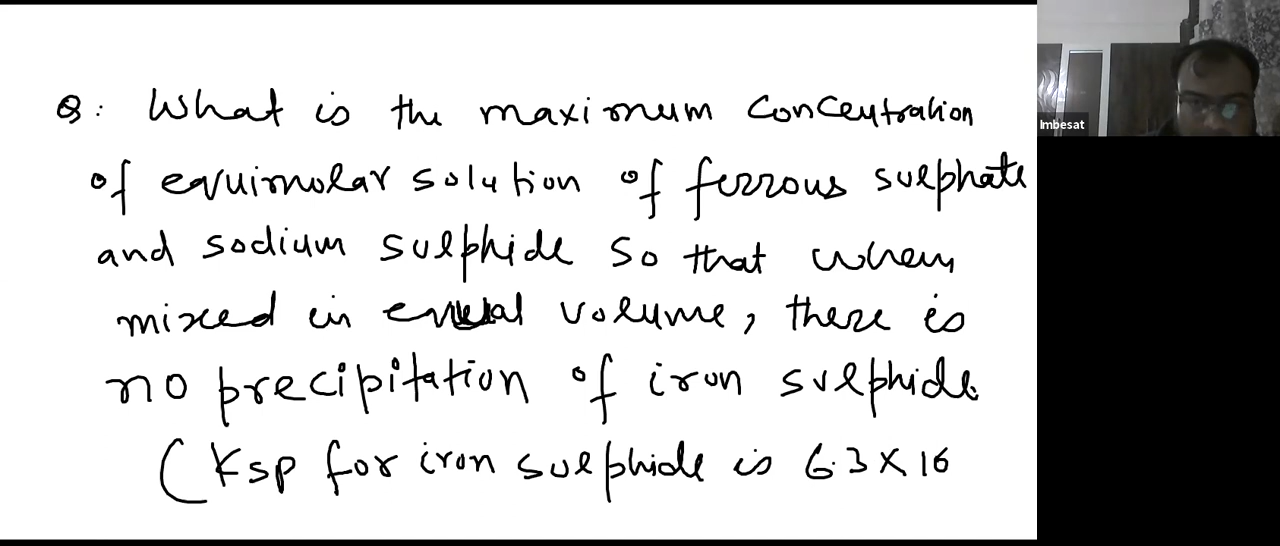 Q: What is the maximum concentration
of equimolar solution of ferrous sulphate
and sodium sulphide so that when
mixed in equal volume, there is
no precipitation of iron sulphide.
(Ksp for iron sulphide is 6.3 X 10
Imbesat